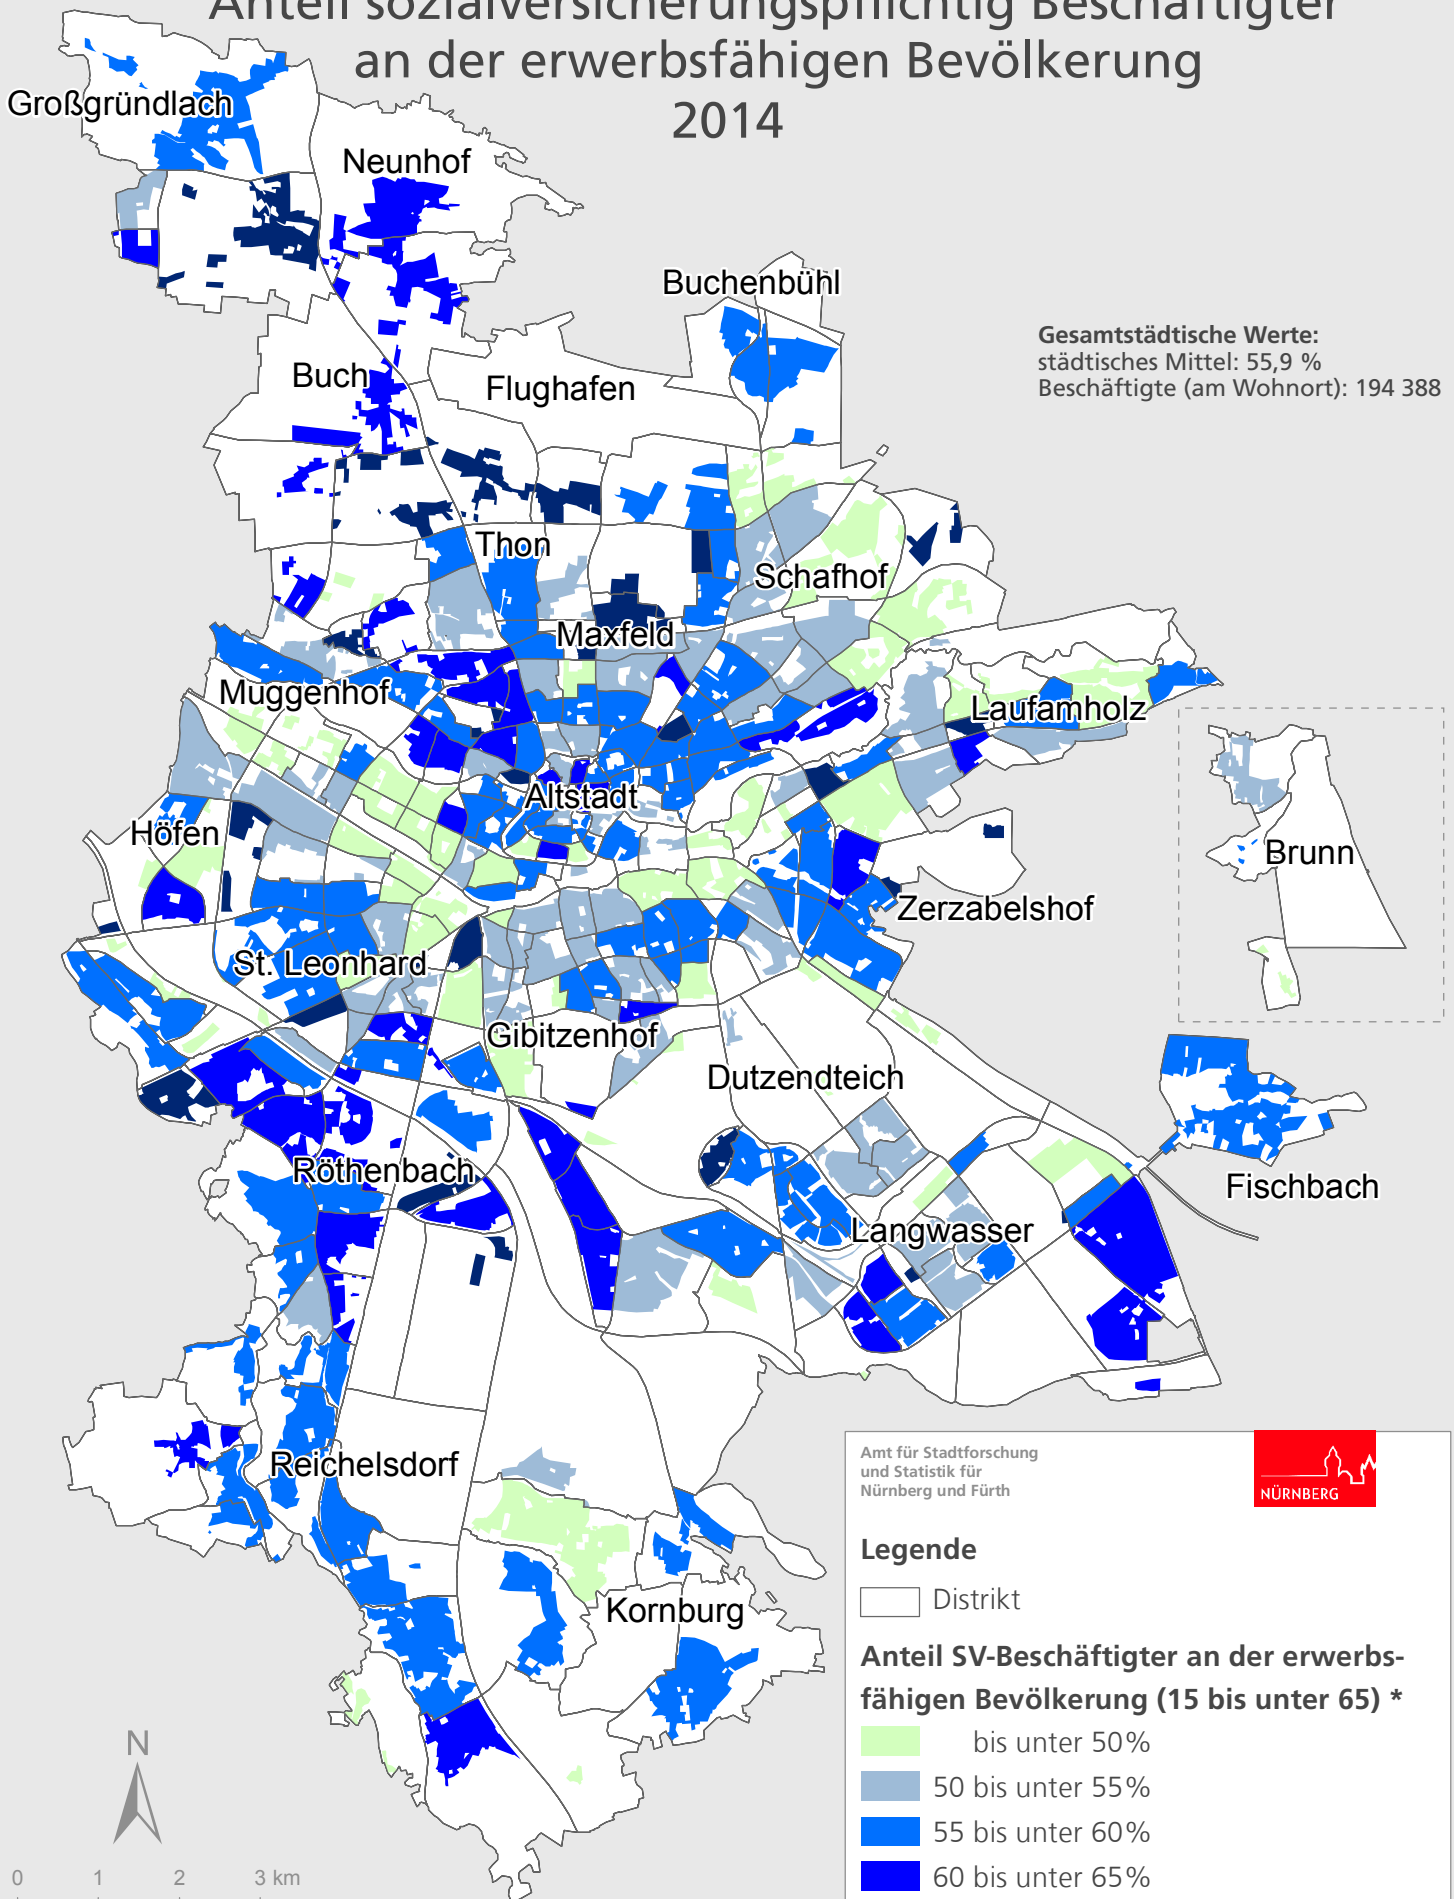 Anteil sozialversicherungspflichtig Beschäftigter
an der erwerbsfähigen Bevölkerung
2014
Großgründlach
Neunhof
Buchenbühl
Gesamtstädtische Werte:
städtisches Mittel: 55,9 %
Beschäftigte (am Wohnort): 194 388
Buch
Flughafen
Thon
Schafhof
Maxfeld
Muggenhof
Laufamholz
Altstadt
Höfen
Brunn
Zerzabelshof
St. Leonhard
Gibitzenhof
Dutzendteich
Röthenbach
Fischbach
Langwasser
Reichelsdorf
Kornburg
Amt für Stadtforschung
und Statistik für
Nürnberg und Fürth
NÜRNBERG
Legende
Distrikt
Anteil SV-Beschäftigter an der erwerbs-
fähigen Bevölkerung (15 bis unter 65) *
bis unter 50%
50 bis unter 55%
55 bis unter 60%
60 bis unter 65%
N
0 1 2 3 km